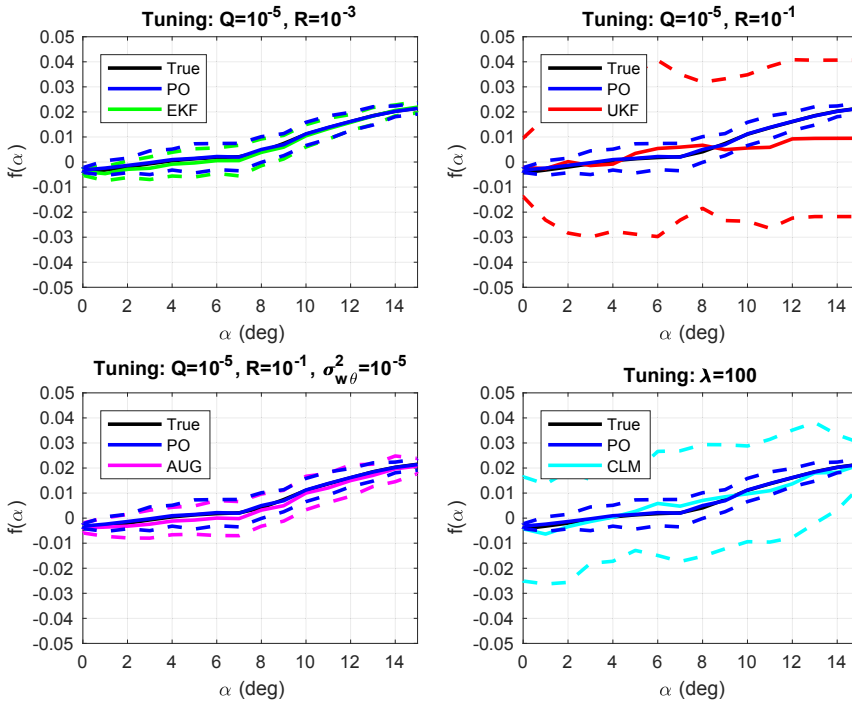 Tuning: Q=10⁻⁵, R=10⁻³
0.05
0.04
0.03
0.02
0.01
0
-0.01
-0.02
-0.03
-0.04
-0.05
f(α)
True
PO
EKF
0 2 4 6 8 10 12 14
α (deg)
Tuning: Q=10⁻⁵, R=10⁻¹
0.05
0.04
0.03
0.02
0.01
0
-0.01
-0.02
-0.03
-0.04
-0.05
f(α)
True
PO
UKF
0 2 4 6 8 10 12 14
α (deg)
Tuning: Q=10⁻⁵, R=10⁻¹, σ²wθ=10⁻⁵
0.05
0.04
0.03
0.02
0.01
0
-0.01
-0.02
-0.03
-0.04
-0.05
f(α)
True
PO
AUG
0 2 4 6 8 10 12 14
α (deg)
Tuning: λ=100
0.05
0.04
0.03
0.02
0.01
0
-0.01
-0.02
-0.03
-0.04
-0.05
f(α)
True
PO
CLM
0 2 4 6 8 10 12 14
α (deg)